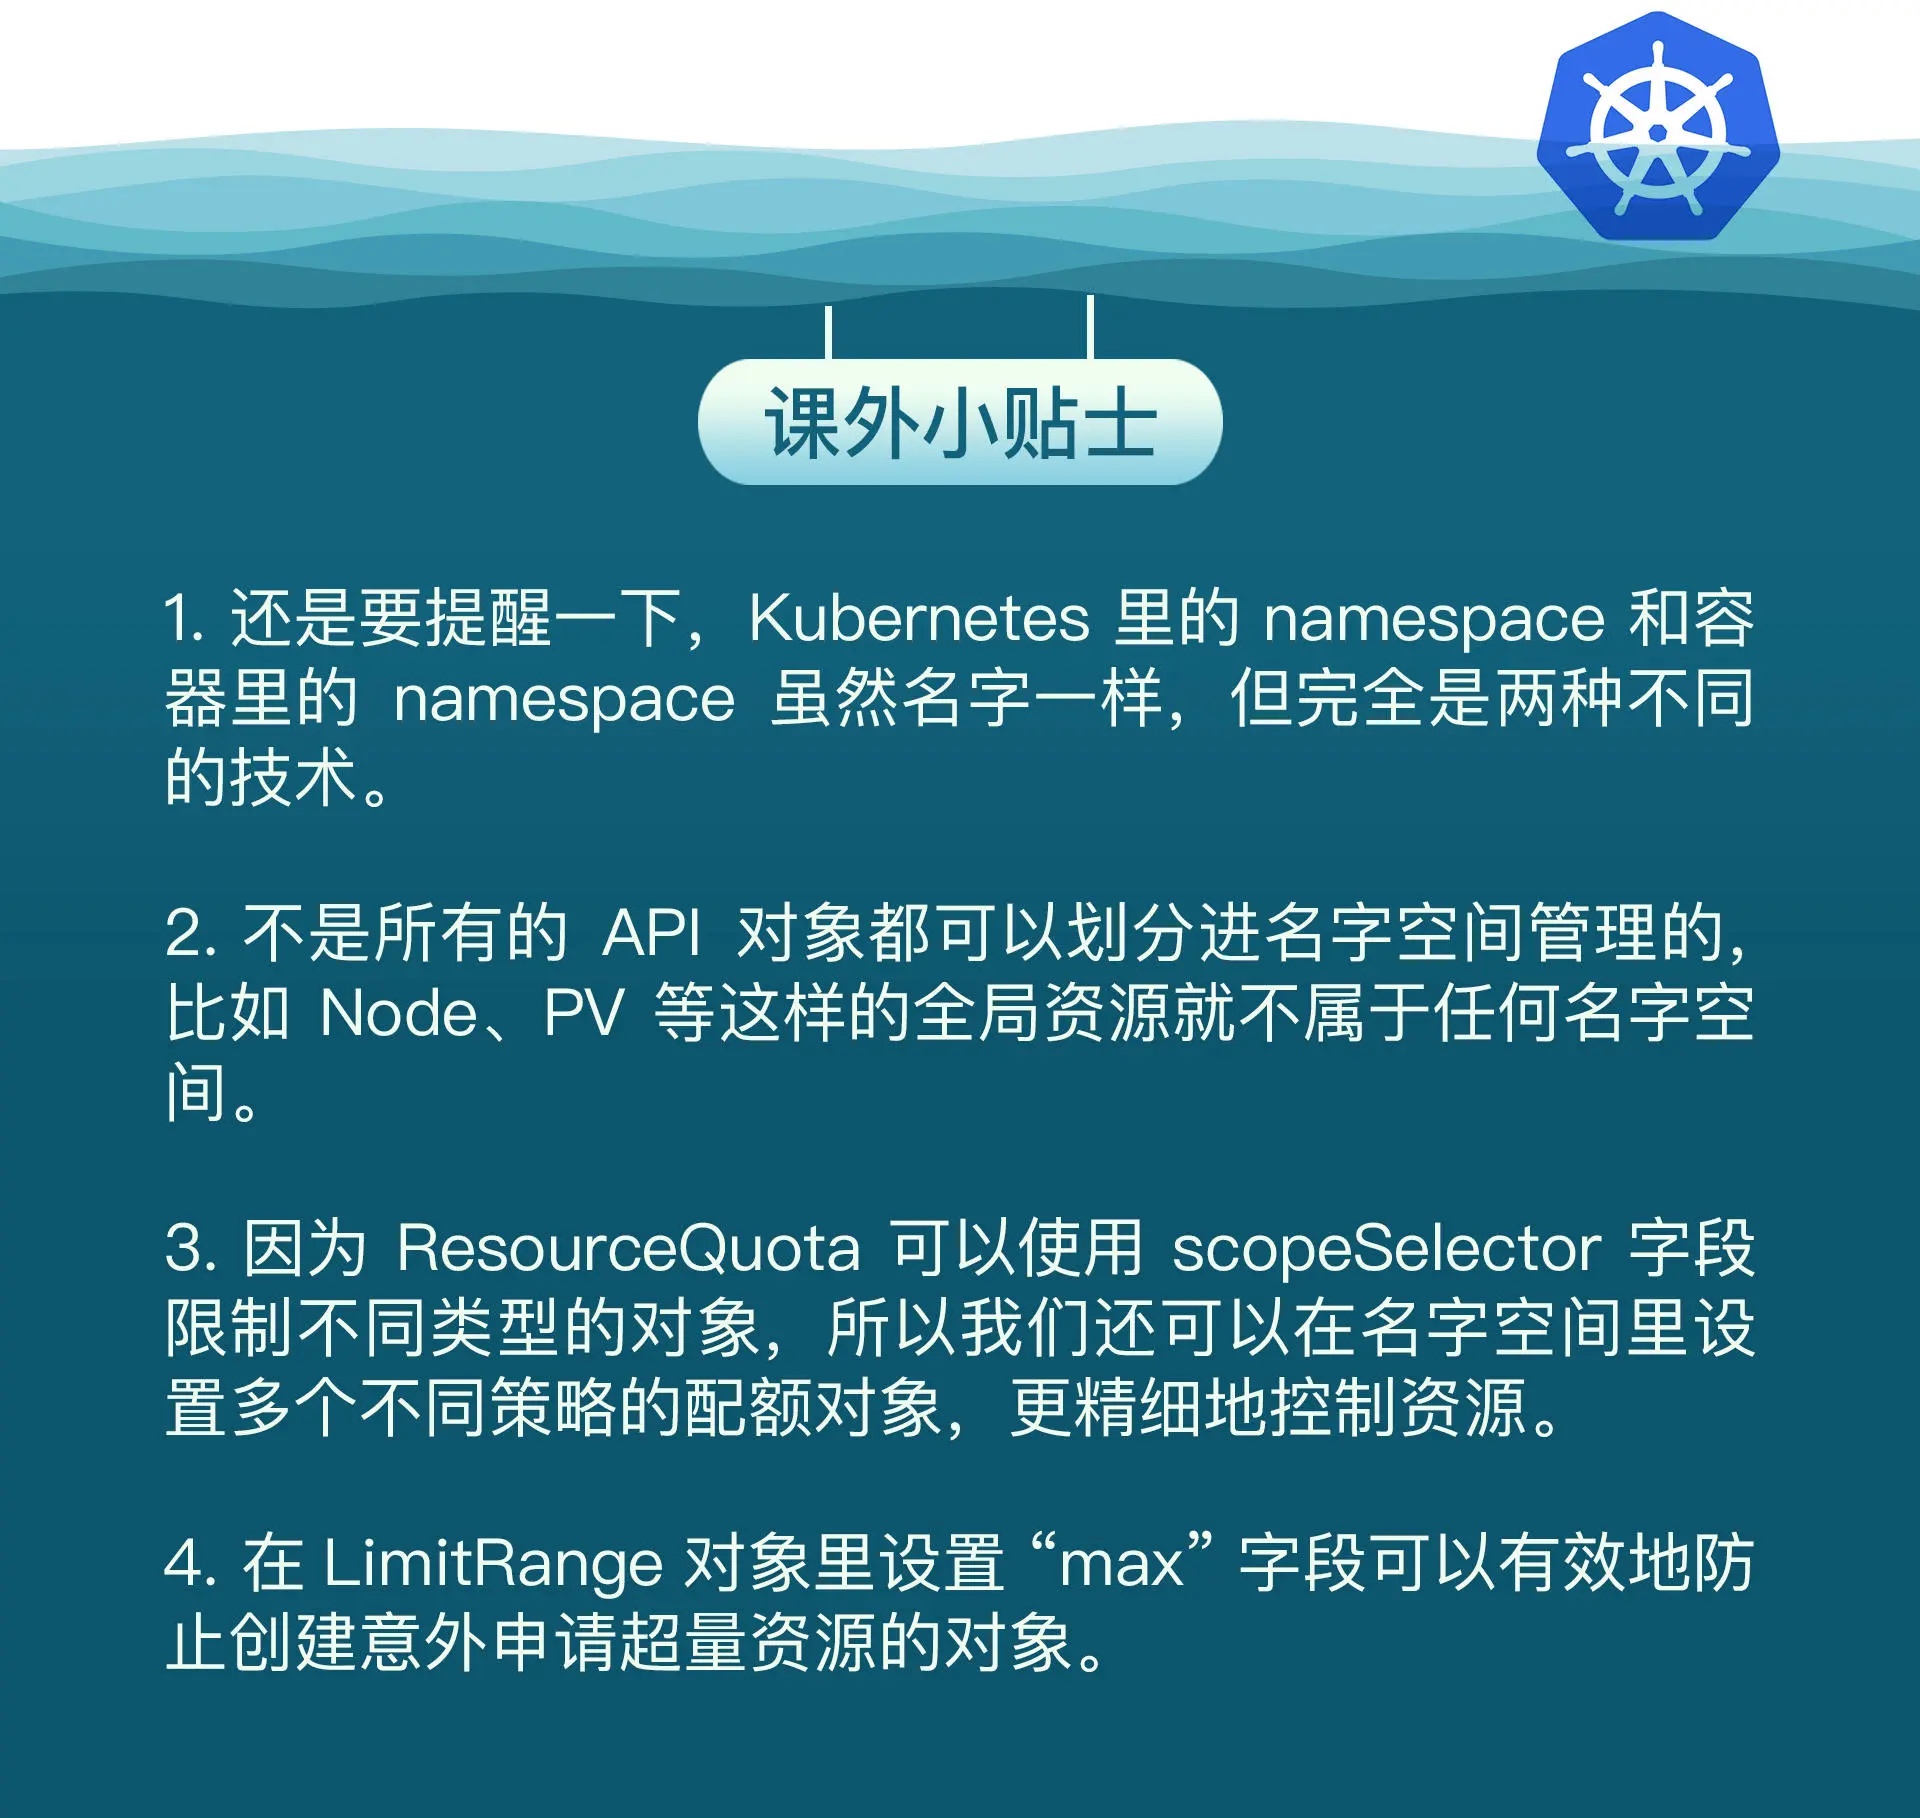 课外小贴士
1. 还是要提醒一下，Kubernetes 里的 namespace 和容
器里的 namespace 虽然名字一样，但完全是两种不同
的技术。
2. 不是所有的 API 对象都可以划分进名字空间管理的，
比如 Node、PV 等这样的全局资源就不属于任何名字空
间。
3. 因为 ResourceQuota 可以使用 scopeSelector 字段
限制不同类型的对象，所以我们还可以在名字空间里设
置多个不同策略的配额对象，更精细地控制资源。
4. 在 LimitRange 对象里设置 “max” 字段可以有效地防
止创建意外申请超量资源的对象。